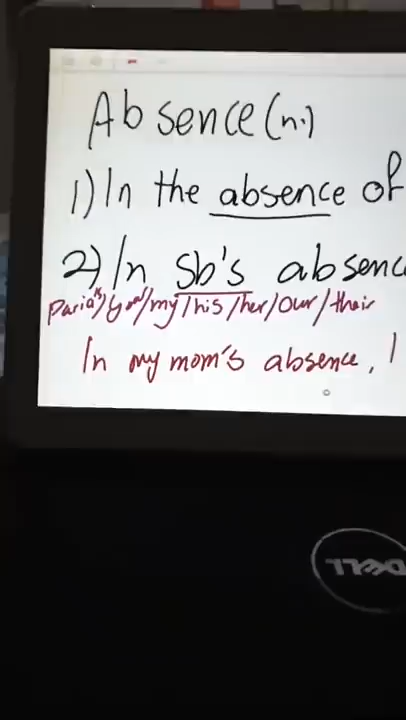 Absence (n.)
1) In the absence of
2) In Sb's absenc
Paria's/your/my/his/her/our/their
In my mom's absence, I
DELL